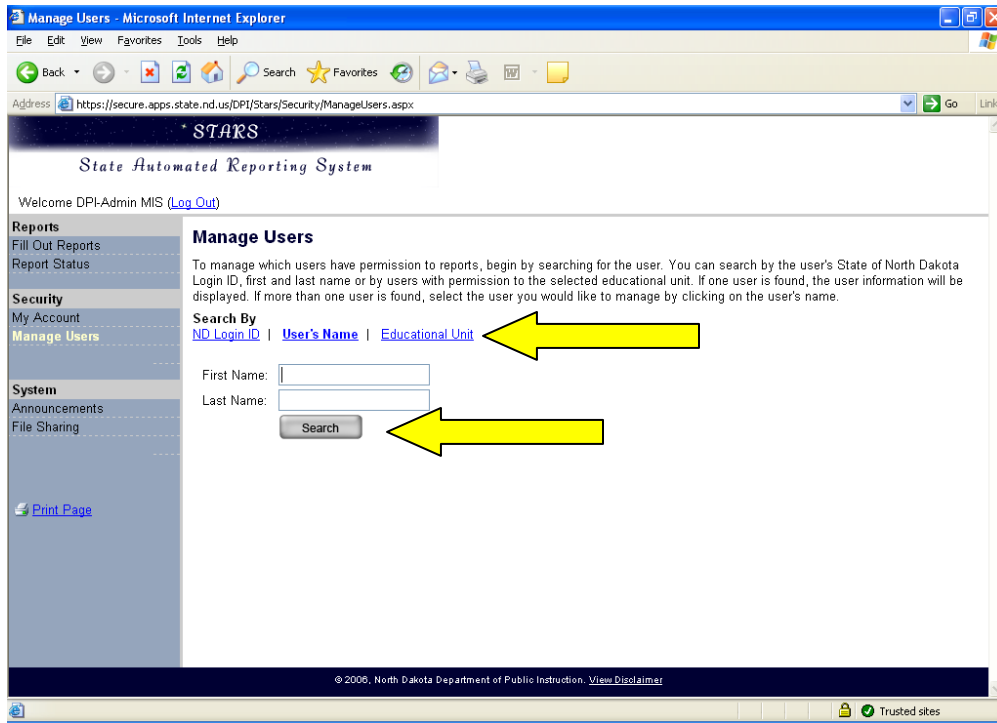 Manage Users - Microsoft Internet Explorer
File Edit View Favorites Tools Help
Back Search Favorites
Address https://secure.apps.state.nd.us/DPI/Stars/Security/ManageUsers.aspx Go Link
STARS
State Automated Reporting System
Welcome DPI-Admin MIS (Log Out)
Reports
Fill Out Reports
Report Status
Security
My Account
Manage Users
System
Announcements
File Sharing
Print Page
Manage Users
To manage which users have permission to reports, begin by searching for the user. You can search by the user's State of North Dakota
Login ID, first and last name or by users with permission to the selected educational unit. If one user is found, the user information will be
displayed. If more than one user is found, select the user you would like to manage by clicking on the user's name.
Search By
ND Login ID | User's Name | Educational Unit
First Name:
Last Name:
Search
© 2006, North Dakota Department of Public Instruction. View Disclaimer
Trusted sites